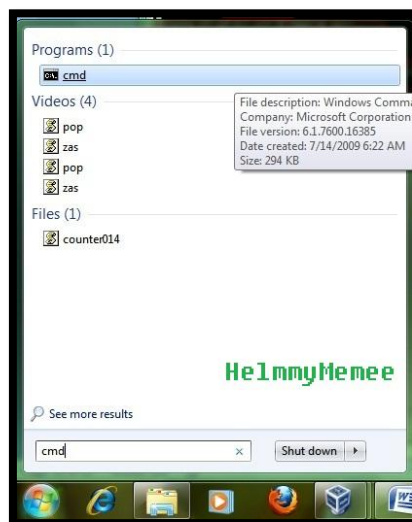 Programs (1)
cmd
Videos (4)
File description: Windows Comma
Company: Microsoft Corporation
File version: 6.1.7600.16385
Date created: 7/14/2009 6:22 AM
Size: 294 KB
pop
zas
pop
zas
Files (1)
counter014
HelmmyMemee
See more results
cmd
Shut down